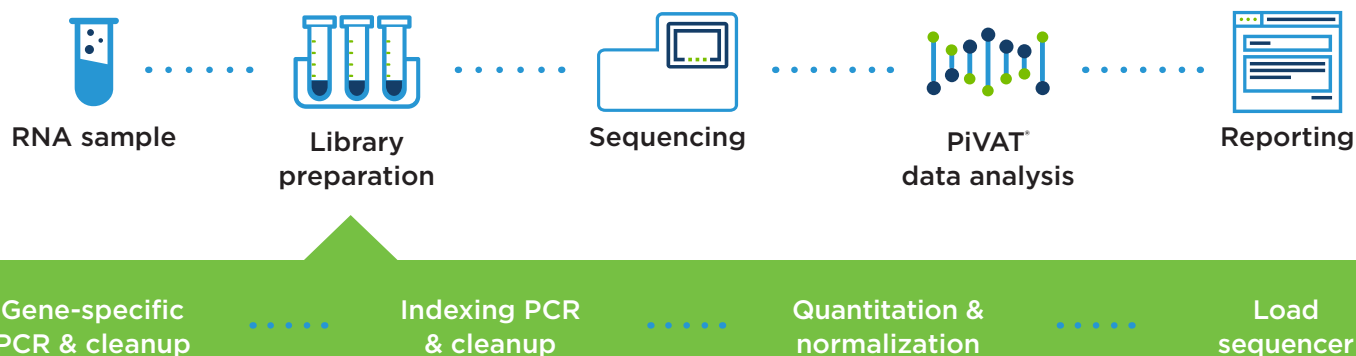 RNA sample
Library
preparation
Sequencing
PiVAT®
data analysis
Reporting
Gene-specific
PCR & cleanup
Indexing PCR
& cleanup
Quantitation &
normalization
Load
sequencer